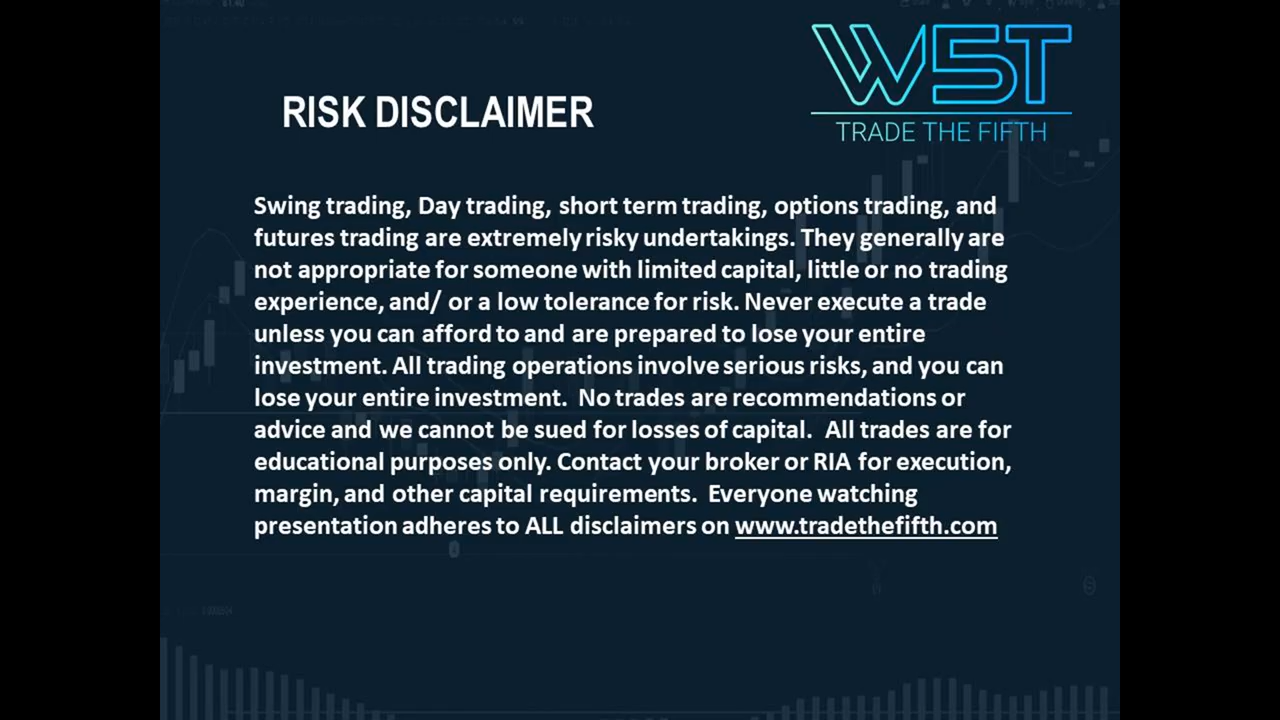 W5T
TRADE THE FIFTH
RISK DISCLAIMER
Swing trading, Day trading, short term trading, options trading, and
futures trading are extremely risky undertakings. They generally are
not appropriate for someone with limited capital, little or no trading
experience, and/ or a low tolerance for risk. Never execute a trade
unless you can afford to and are prepared to lose your entire
investment. All trading operations involve serious risks, and you can
lose your entire investment.  No trades are recommendations or
advice and we cannot be sued for losses of capital.  All trades are for
educational purposes only. Contact your broker or RIA for execution,
margin, and other capital requirements.  Everyone watching
presentation adheres to ALL disclaimers on www.tradethefifth.com